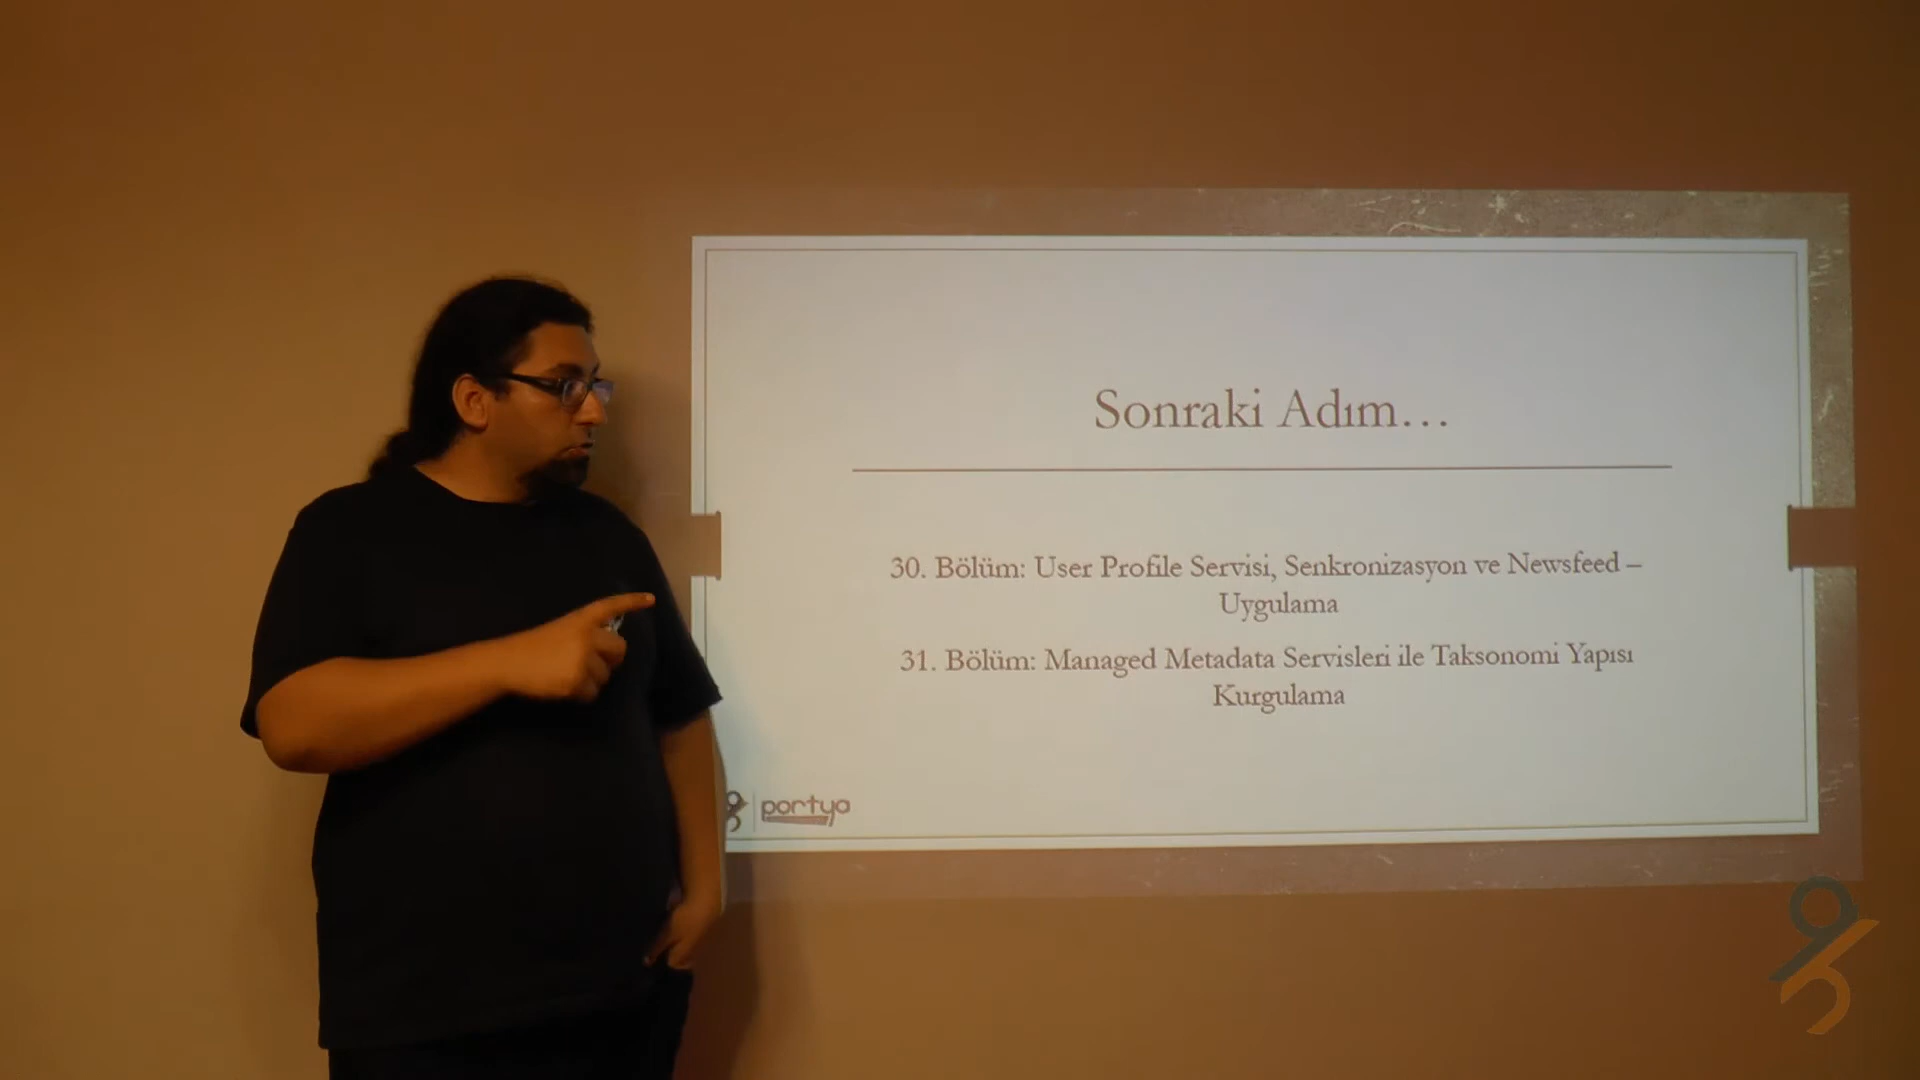 Sonraki Adım...
30. Bölüm: User Profile Servisi, Senkronizasyon ve Newsfeed –
Uygulama
31. Bölüm: Managed Metadata Servisleri ile Taksonomi Yapısı
Kurgulama
portya